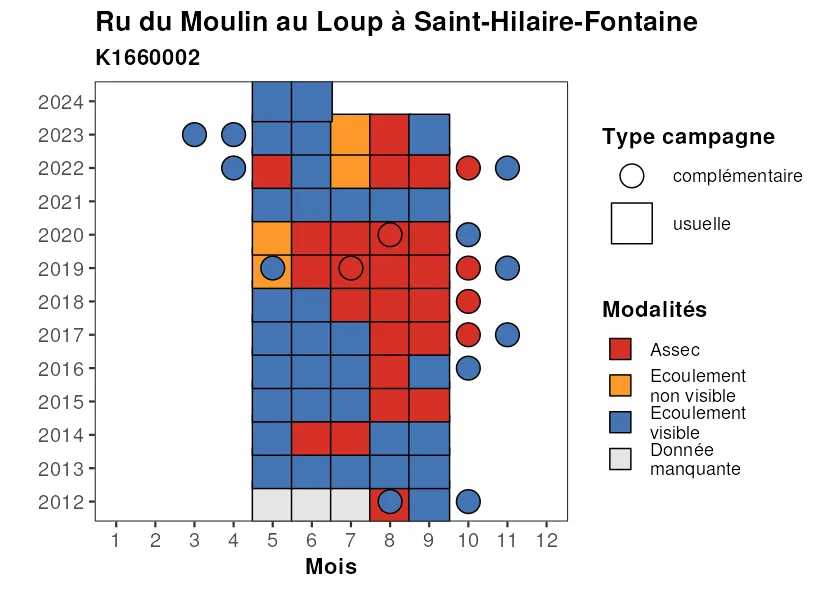 Ru du Moulin au Loup à Saint-Hilaire-Fontaine
K1660002
2024
2023
2022
2021
2020
2019
2018
2017
2016
2015
2014
2013
2012
1 2 3 4 5 6 7 8 9 10 11 12
Mois
Type campagne
complémentaire
usuelle
Modalités
Assec
Ecoulement
non visible
Ecoulement
visible
Donnée
manquante